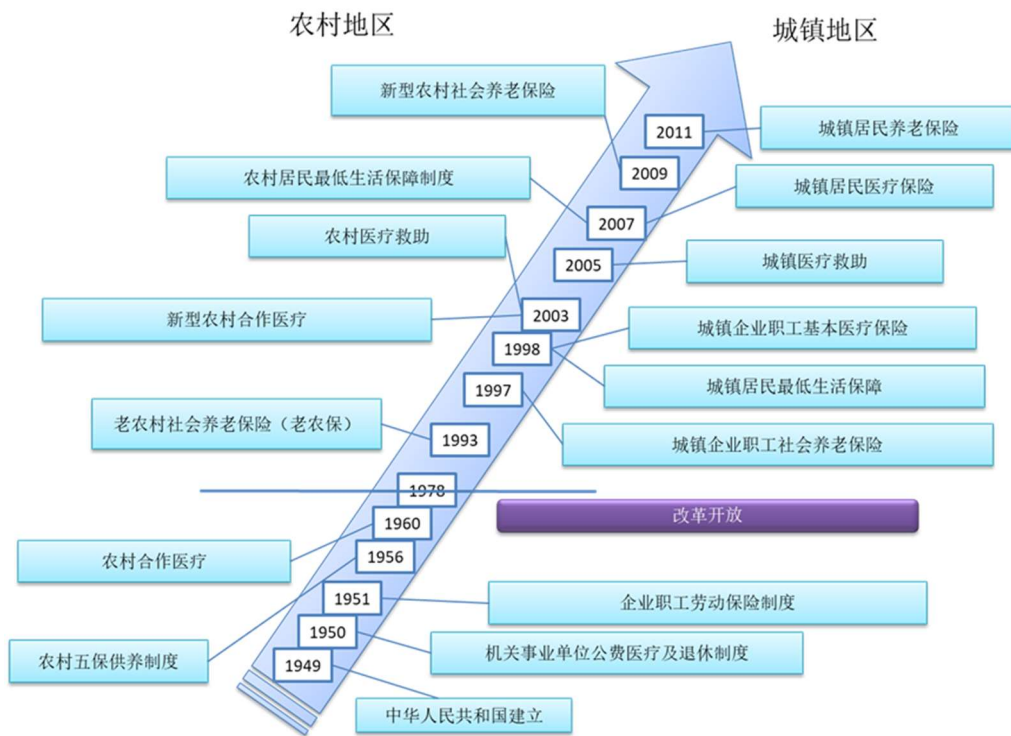 农村地区
城镇地区
新型农村社会养老保险
2011
城镇居民养老保险
2009
农村居民最低生活保障制度
城镇居民医疗保险
2007
农村医疗救助
2005
城镇医疗救助
新型农村合作医疗
2003
城镇企业职工基本医疗保险
1998
城镇居民最低生活保障
1997
老农村社会养老保险（老农保）
1993
城镇企业职工社会养老保险
1978
改革开放
1960
农村合作医疗
1956
1951
企业职工劳动保险制度
1950
机关事业单位公费医疗及退休制度
农村五保供养制度
1949
中华人民共和国建立